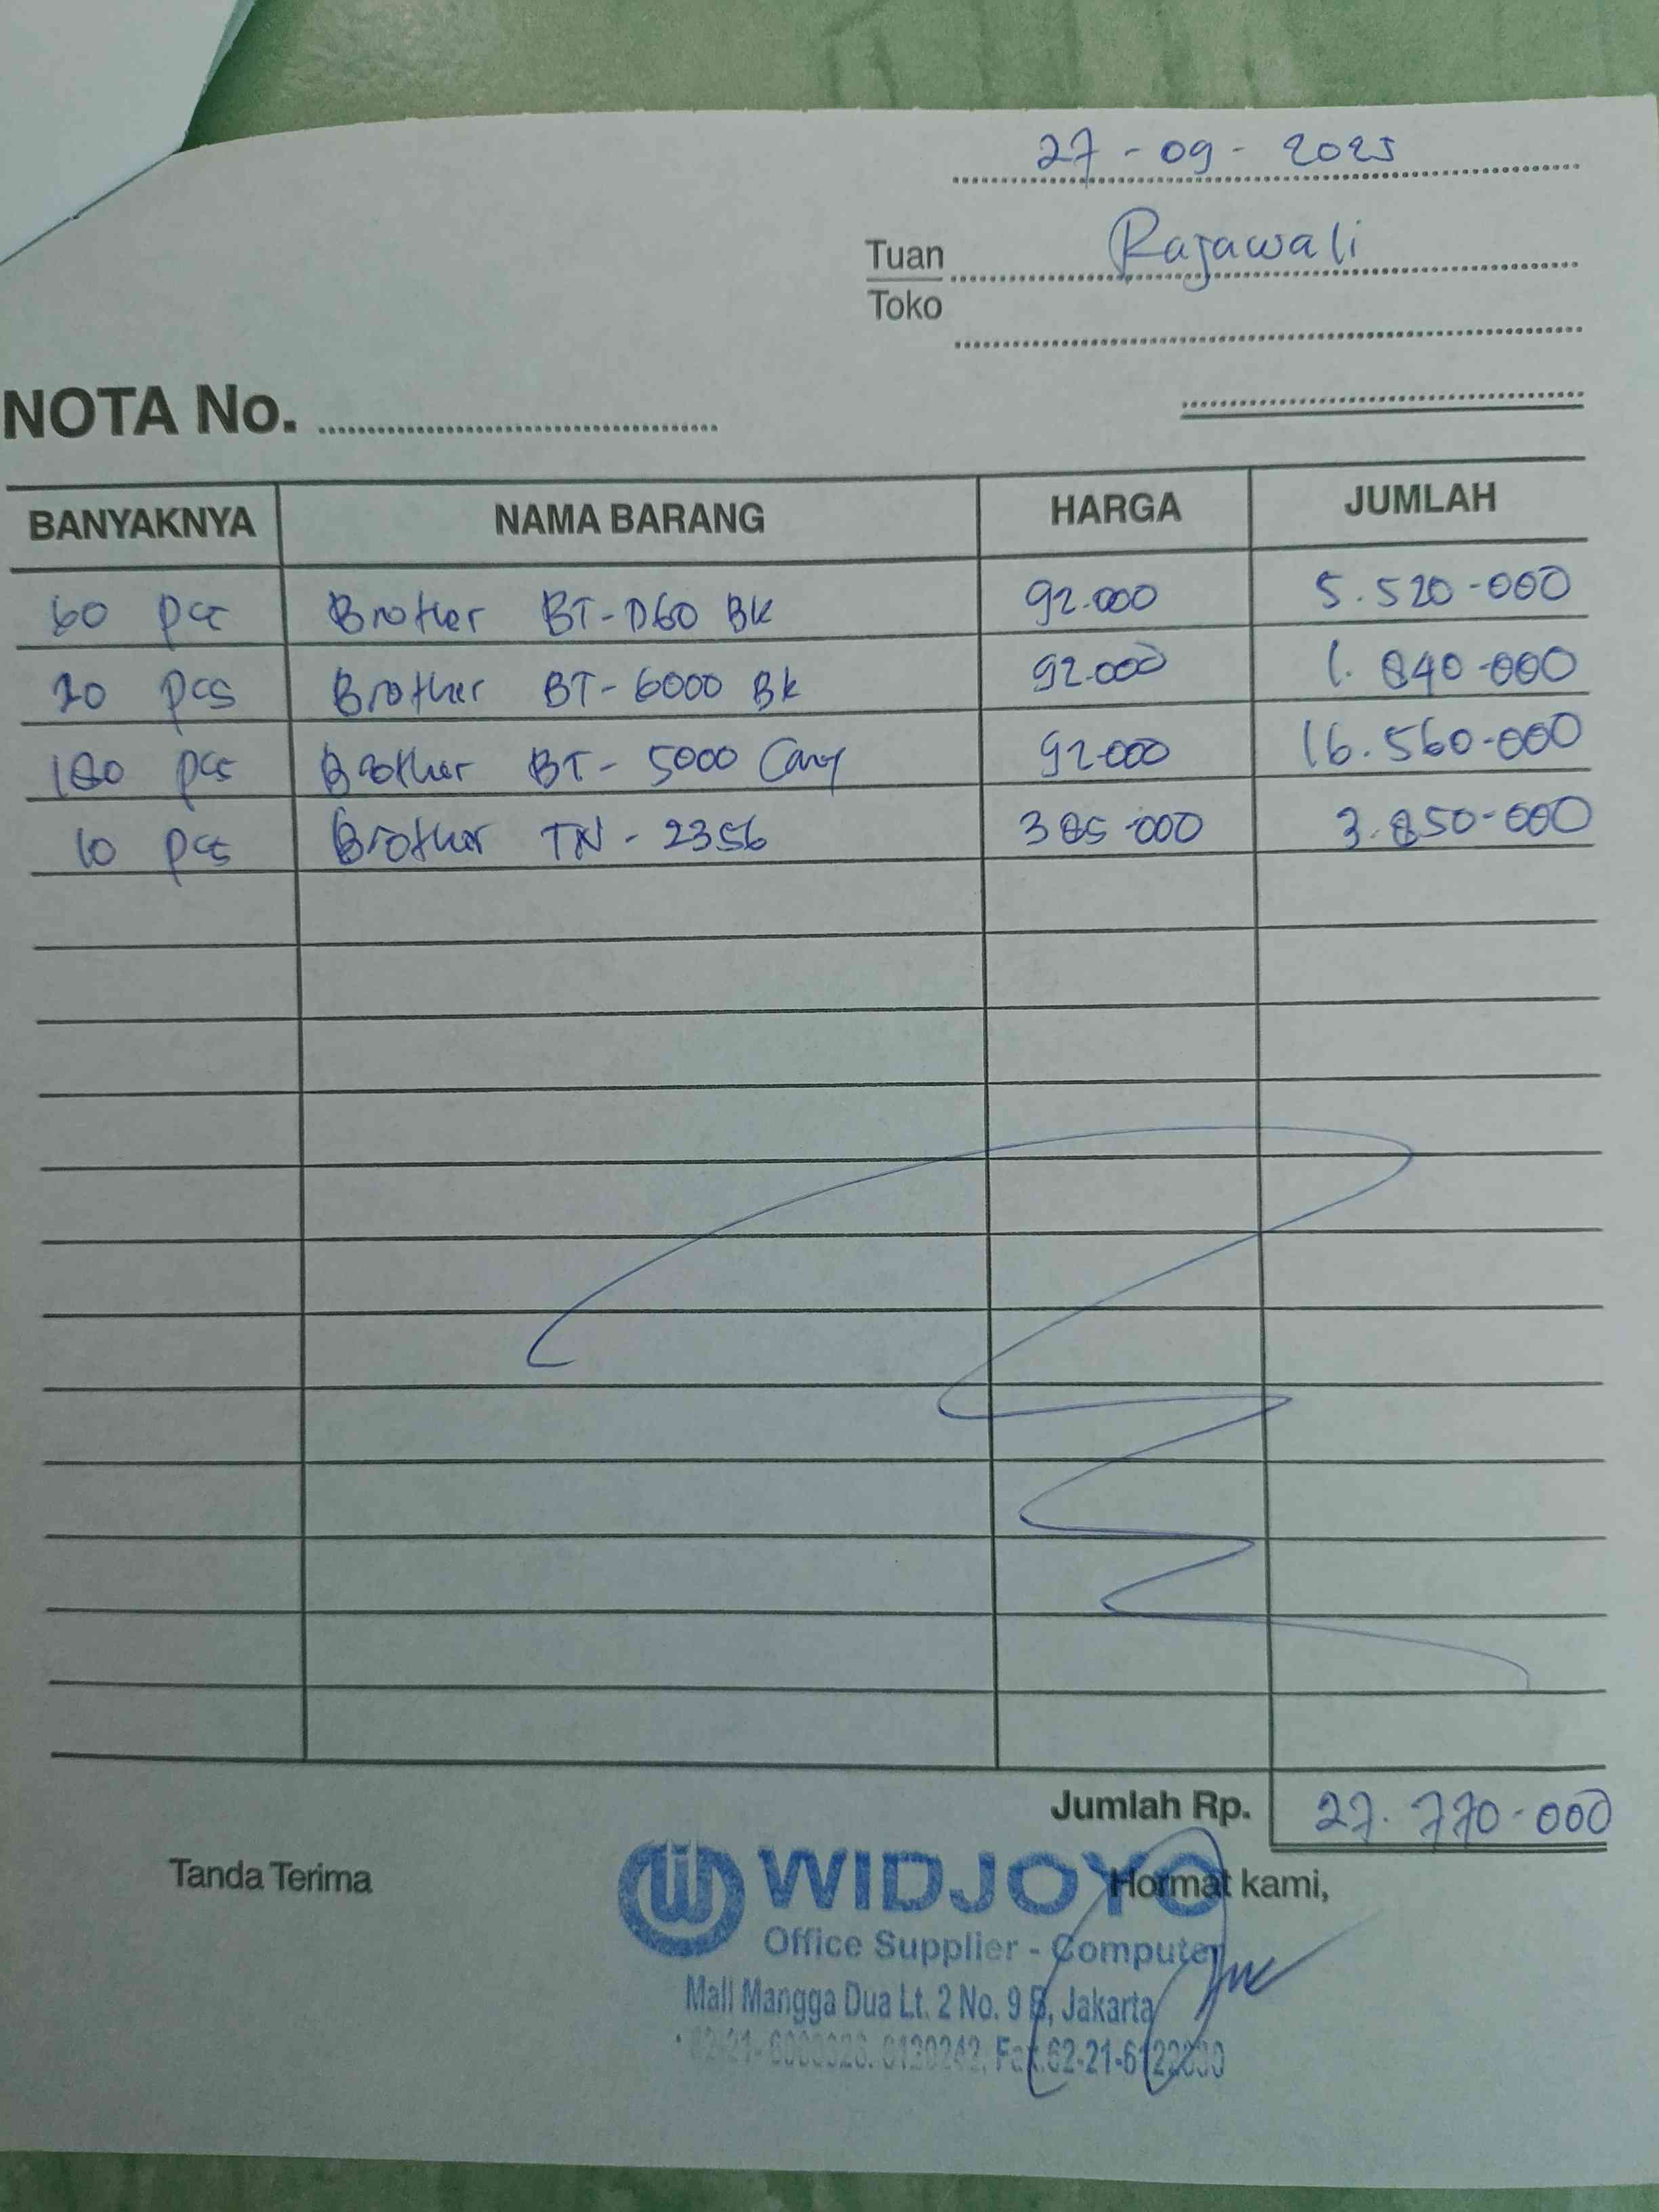 27 - 09 - 2025
Tuan Rajawali
Toko
NOTA No.
BANYAKNYA NAMA BARANG HARGA JUMLAH
60 pcs Brother BT-D60 BK 92.000 5.520-000
20 pcs Brother BT-6000 Bk 92.000 1.840-000
180 pcs Brother BT-5000 92.000 16.560-000
10 pcs Brother TN-2356 385-000 3.850-000
Jumlah Rp. 27.770-000
Tanda Terima
Hormat kami,
WIDJOYO
Office Supplier - Computer
Mall Mangga Dua Lt. 2 No. 9 B, Jakarta
Fax.62-21-